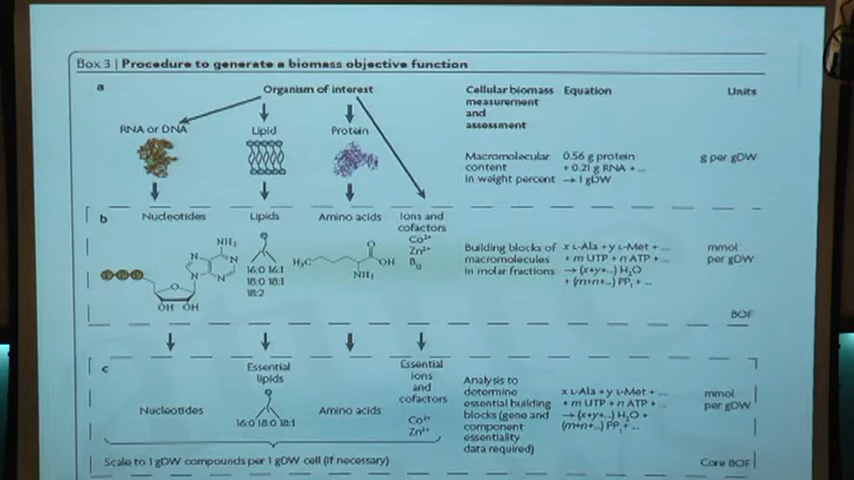 Box 3 | Procedure to generate a biomass objective function
a
Organism of interest
Cellular biomass
measurement
and
assessment
Equation
Units
RNA or DNA
Lipid
Protein
Macromolecular
content
in weight percent
0.56 g protein
+ 0.21 g RNA + ...
→ 1 gDW
g per gDW
b
Nucleotides
Lipids
Amino acids
Ions and
cofactors
Co²⁺
Zn²⁺
NH₂
N
N
N
N
O
OH OH
16:0 16:1
18:0 18:1
18:2
H₃C
O
OH
NH₂
Building blocks of
macromolecules
in molar fractions
x L-Ala + y L-Met + ...
+ m UTP + n ATP + ...
→ (x+y+...) H₂O
+ (m+n+...) PPᵢ + ...
mmol
per gDW
BOF
c
Essential
lipids
Essential
ions
and
cofactors
Nucleotides
16:0 18:0 18:1
Amino acids
Co²⁺
Zn²⁺
Analysis to
determine
essential building
blocks (gene and
component
essentiality
data required)
x L-Ala + y L-Met + ...
+ m UTP + n ATP + ...
→ (x+y+...) H₂O +
(m+n+...) PPᵢ + ...
mmol
per gDW
Scale to 1 gDW compounds per 1 gDW cell (if necessary)
Core BOF